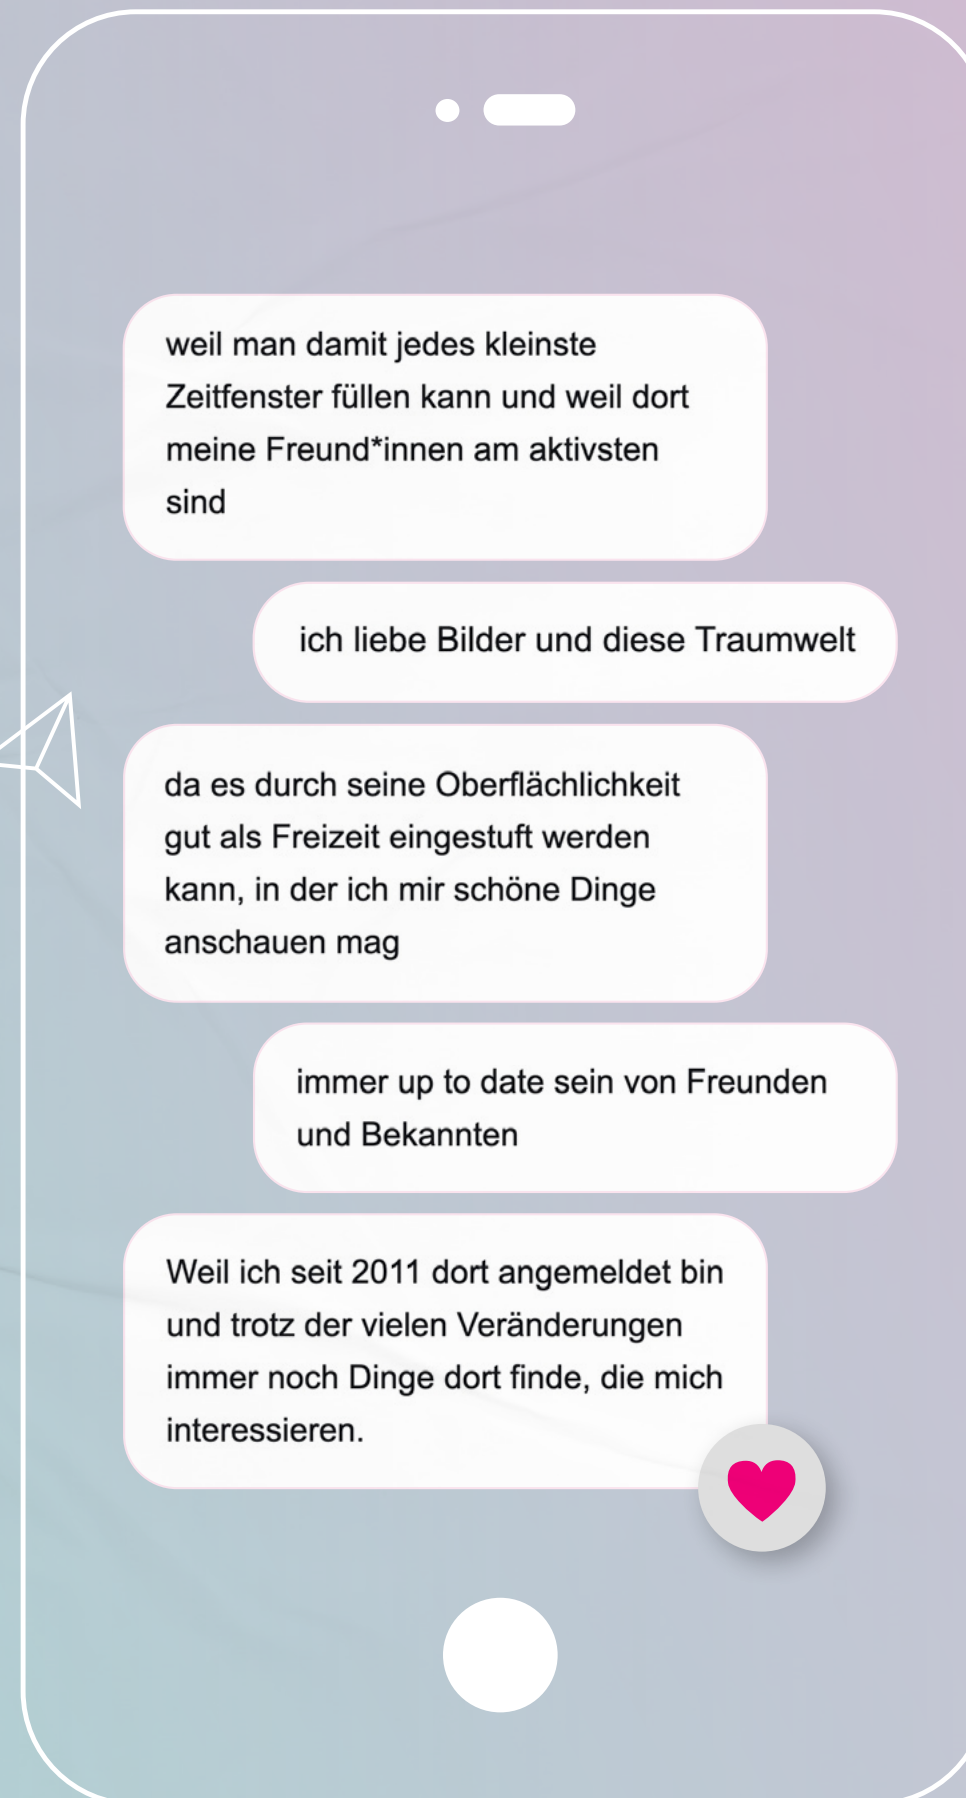 weil man damit jedes kleinste
Zeitfenster füllen kann und weil dort
meine Freund*innen am aktivsten
sind
ich liebe Bilder und diese Traumwelt
da es durch seine Oberflächlichkeit
gut als Freizeit eingestuft werden
kann, in der ich mir schöne Dinge
anschauen mag
immer up to date sein von Freunden
und Bekannten
Weil ich seit 2011 dort angemeldet bin
und trotz der vielen Veränderungen
immer noch Dinge dort finde, die mich
interessieren.